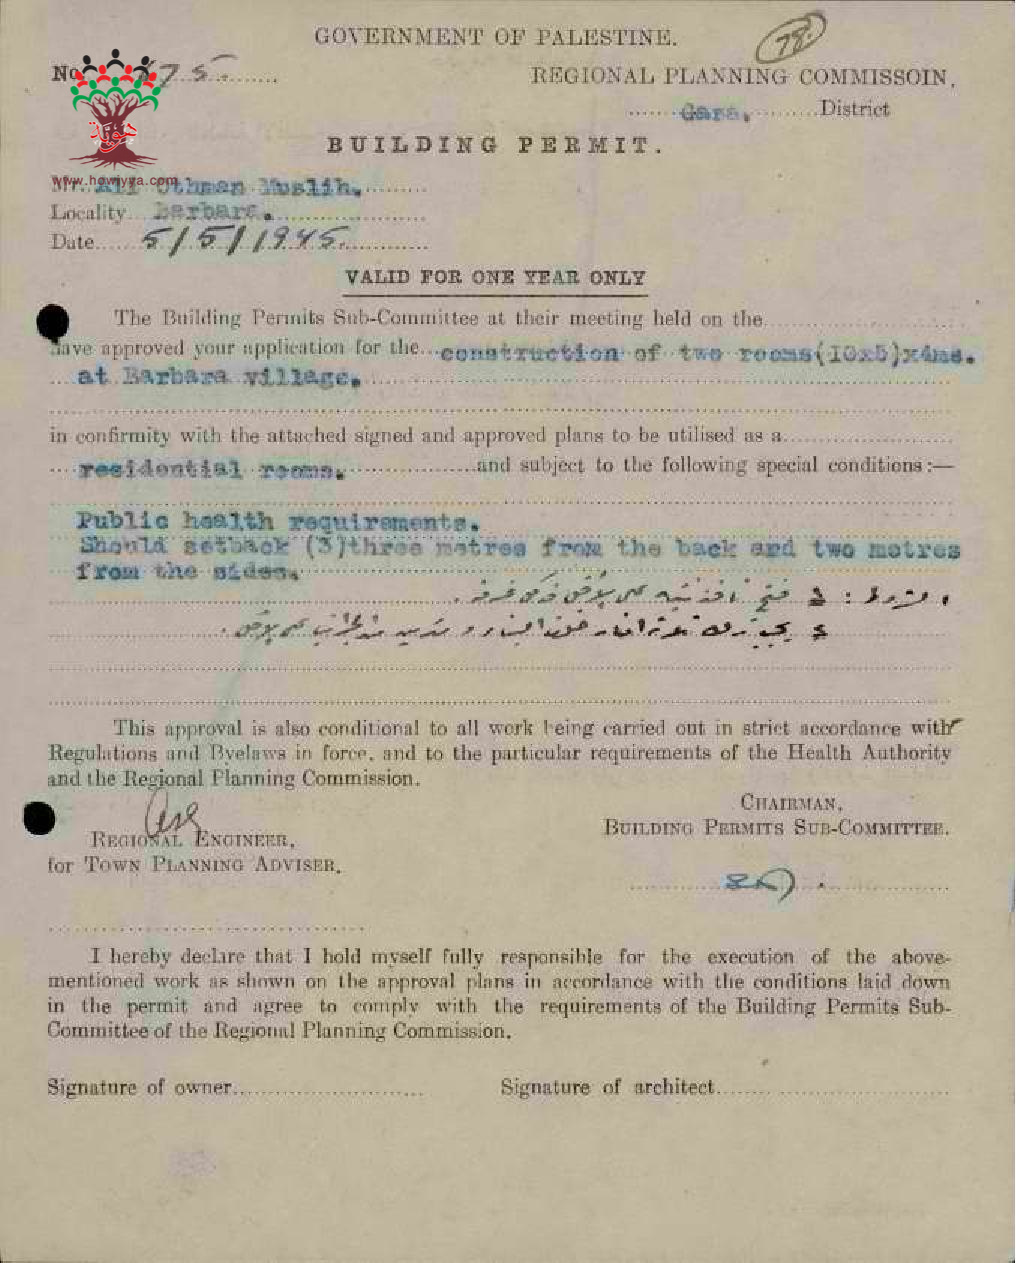 GOVERNMENT OF PALESTINE.
78
No. 75
REGIONAL PLANNING COMMISSOIN,
Gaza. District
BUILDING PERMIT.
هوية
www.howiyya.com
Mr. Ali Othman Muslih.
Locality Barbara.
Date 5/5/1945.
VALID FOR ONE YEAR ONLY
The Building Permits Sub-Committee at their meeting held on the
have approved your application for the construction of two rooms(10x5)x4ms.
at Barbara village.
in confirmity with the attached signed and approved plans to be utilised as a
residential rooms. and subject to the following special conditions :—
Public health requirements.
Should setback (3)three metres from the back and two metres
from the sides.
This approval is also conditional to all work being carried out in strict accordance with
Regulations and Byelaws in force, and to the particular requirements of the Health Authority
and the Regional Planning Commission.
CHAIRMAN,
BUILDING PERMITS SUB-COMMITTEE.
REGIONAL ENGINEER,
for TOWN PLANNING ADVISER.
I hereby declare that I hold myself fully responsible for the execution of the above-
mentioned work as shown on the approval plans in accordance with the conditions laid down
in the permit and agree to comply with the requirements of the Building Permits Sub-
Committee of the Regional Planning Commission.
Signature of owner
Signature of architect